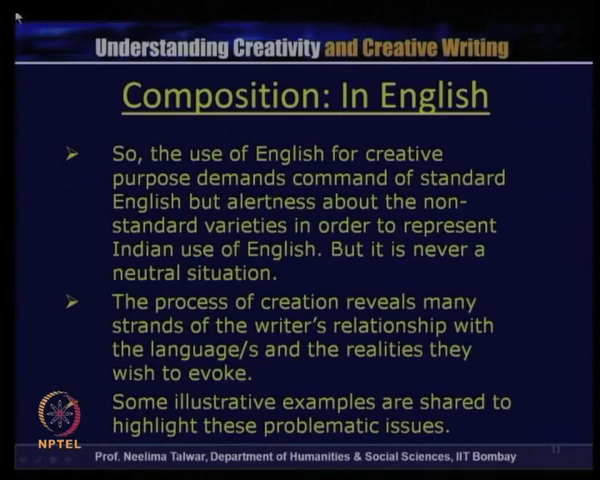 Understanding Creativity and Creative Writing
Composition: In English
So, the use of English for creative
purpose demands command of standard
English but alertness about the non-
standard varieties in order to represent
Indian use of English. But it is never a
neutral situation.
The process of creation reveals many
strands of the writer's relationship with
the language/s and the realities they
wish to evoke.
Some illustrative examples are shared to
highlight these problematic issues.
NPTEL
11
Prof. Neelima Talwar, Department of Humanities & Social Sciences, IIT Bombay